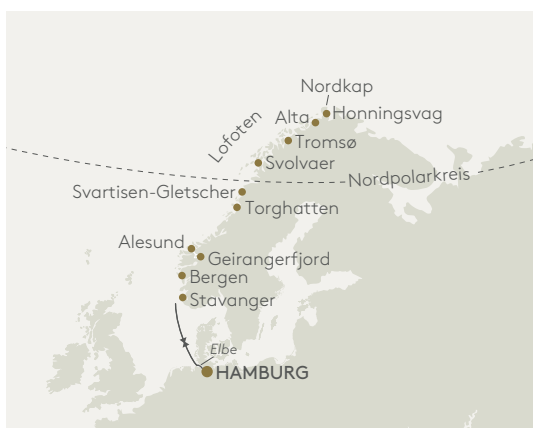 Nordkap
Alta
Honningsvag
Lofoten
Tromsø
Svolvaer
Nordpolarkreis
Svartisen-Gletscher
Torghatten
Alesund
Geirangerfjord
Bergen
Stavanger
Elbe
HAMBURG